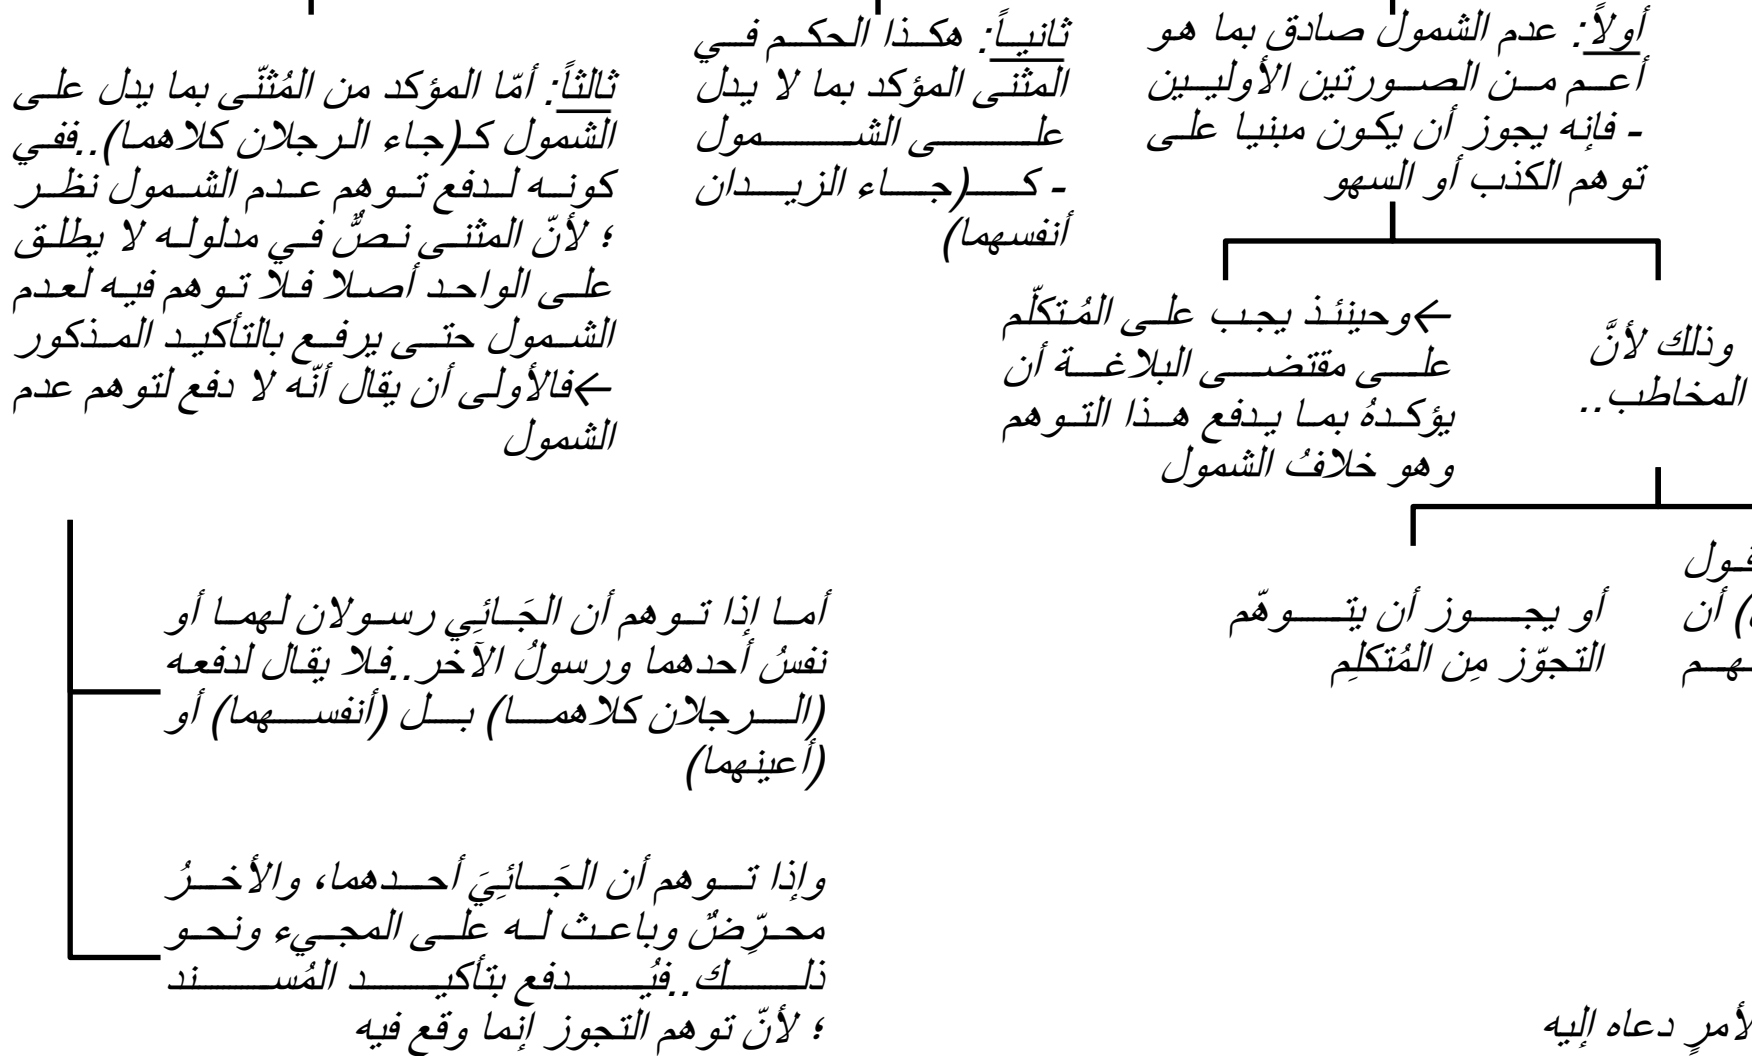 أولاً: عدم الشمول صادق بما هو
أعم من الصورتين الأوليين
- فإنه يجوز أن يكون مبنيا على
توهم الكذب أو السهو
ثانياً: هكذا الحكم في
المثنى المؤكد بما لا يدل
على الشمول
- كـ(جاء الزيدان
أنفسهما)
ثالثاً: أمّا المؤكد من المُثنّى بما يدل على
الشمول كـ(جاء الرجلان كلاهما)..ففي
كونه لدفع توهم عدم الشمول نظر
؛ لأنّ المثنى نصٌّ في مدلوله لا يطلق
على الواحد أصلا فلا توهم فيه لعدم
الشمول حتى يرفع بالتأكيد المذكور
←فالأولى أن يقال أنّه لا دفع لتوهم عدم
الشمول
وذلك لأنَّ
المخاطب..
←وحينئذ يجب على المُتكلّم
على مقتضى البلاغة أن
يؤكدهُ بما يدفع هذا التوهم
وهو خلافُ الشمول
ـقول
) أن
ـهم
أو يجوز أن يتوهّم
التجوّز مِن المُتكلِم
أما إذا توهم أن الجَائِي رسولان لهما أو
نفسُ أحدهما ورسولُ الآخر..فلا يقال لدفعه
(الرجلان كلاهما) بل (أنفسهما) أو
(أعينهما)
وإذا توهم أن الجَائِيَ أحدهما، والأخرُ
محرِّضٌ وباعث له على المجيء ونحو
ذلك..فيُدفع بتأكيد المُسند
؛ لأنّ توهم التجوز إنما وقع فيه
لأمرٍ دعاه إليه